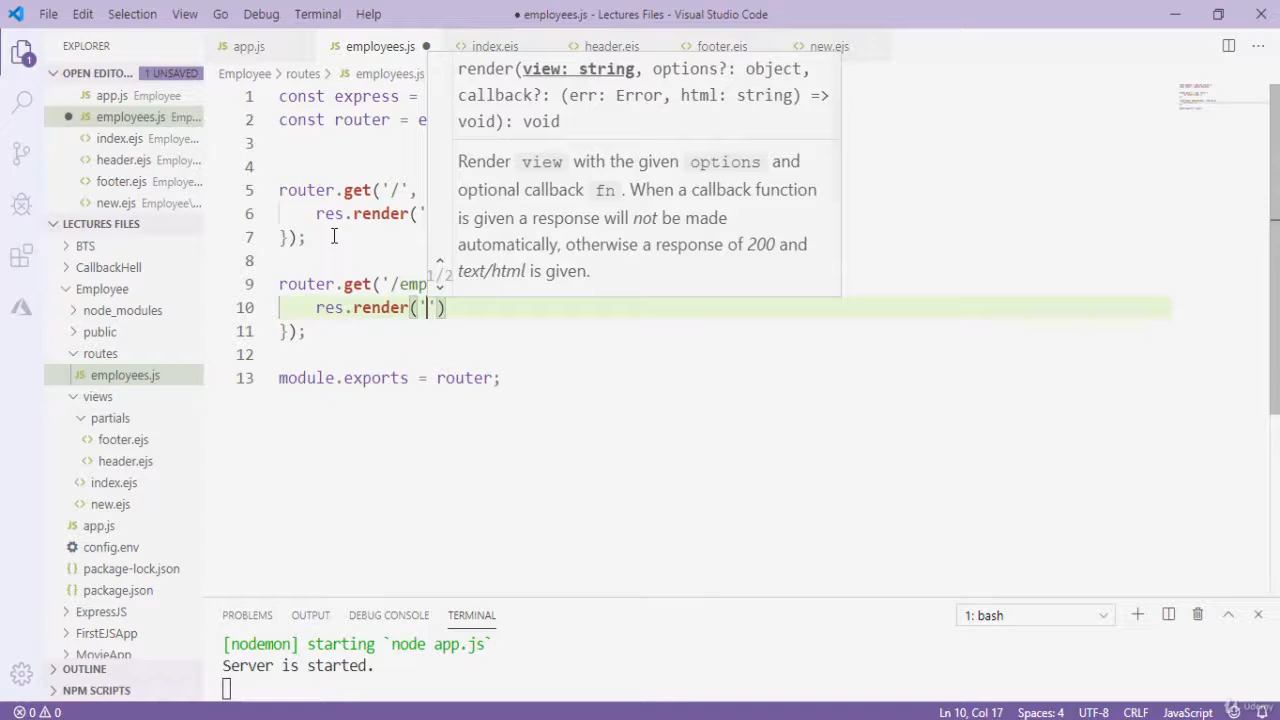 File Edit Selection View Go Debug Terminal Help
● employees.js - Lectures Files - Visual Studio Code
EXPLORER
OPEN EDITO... 1 UNSAVED
app.js Employee
employees.js Emp...
index.ejs Employe...
header.ejs Employ...
footer.ejs Employe...
new.ejs Employee\...
LECTURES FILES
BTS
CallbackHell
Employee
node_modules
public
routes
employees.js
views
partials
footer.ejs
header.ejs
index.ejs
new.ejs
app.js
config.env
package-lock.json
package.json
ExpressJS
FirstEJSApp
MovieApp
OUTLINE
NPM SCRIPTS
app.js employees.js index.ejs header.ejs footer.ejs new.ejs
Employee > routes > employees.js
1 const express =
2 const router = e
3
4
5 router.get('/',
6 res.render('
7 });
8
9 router.get('/emp
10 res.render('')
11 });
12
13 module.exports = router;
render(view: string, options?: object,
callback?: (err: Error, html: string) =>
void): void
1/2
Render view with the given options and
optional callback fn. When a callback function
is given a response will not be made
automatically, otherwise a response of 200 and
text/html is given.
PROBLEMS OUTPUT DEBUG CONSOLE TERMINAL
1: bash
[nodemon] starting `node app.js`
Server is started.
0 0
Ln 10, Col 17 Spaces: 4 UTF-8 CRLF JavaScript
Udemy